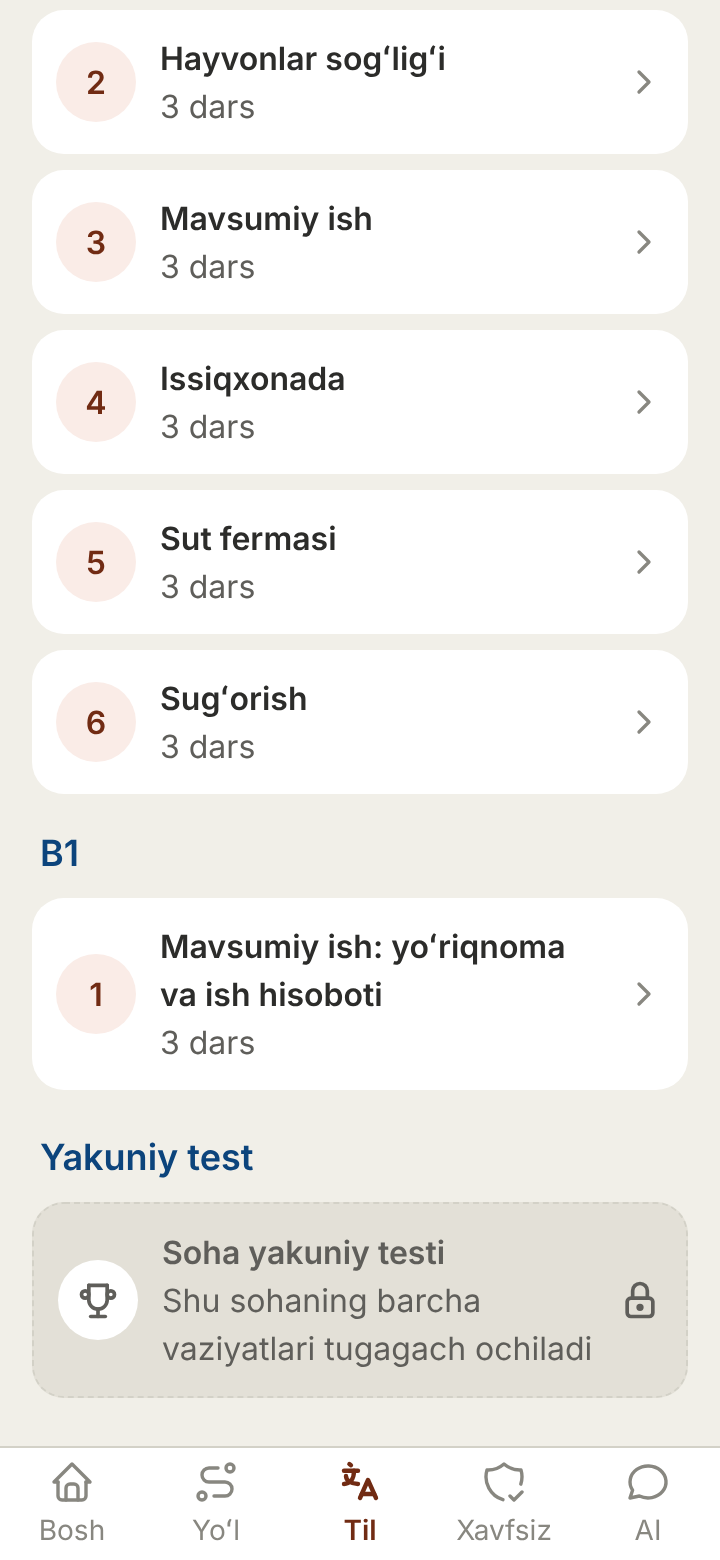 2
Hayvonlar sogʻligʻi
3 dars
3
Mavsumiy ish
3 dars
4
Issiqxonada
3 dars
5
Sut fermasi
3 dars
6
Sugʻorish
3 dars
B1
1
Mavsumiy ish: yoʻriqnoma
va ish hisoboti
3 dars
Yakuniy test
Soha yakuniy testi
Shu sohaning barcha
vaziyatlari tugagach ochiladi
Bosh
Yoʻl
Til
Xavfsiz
AI